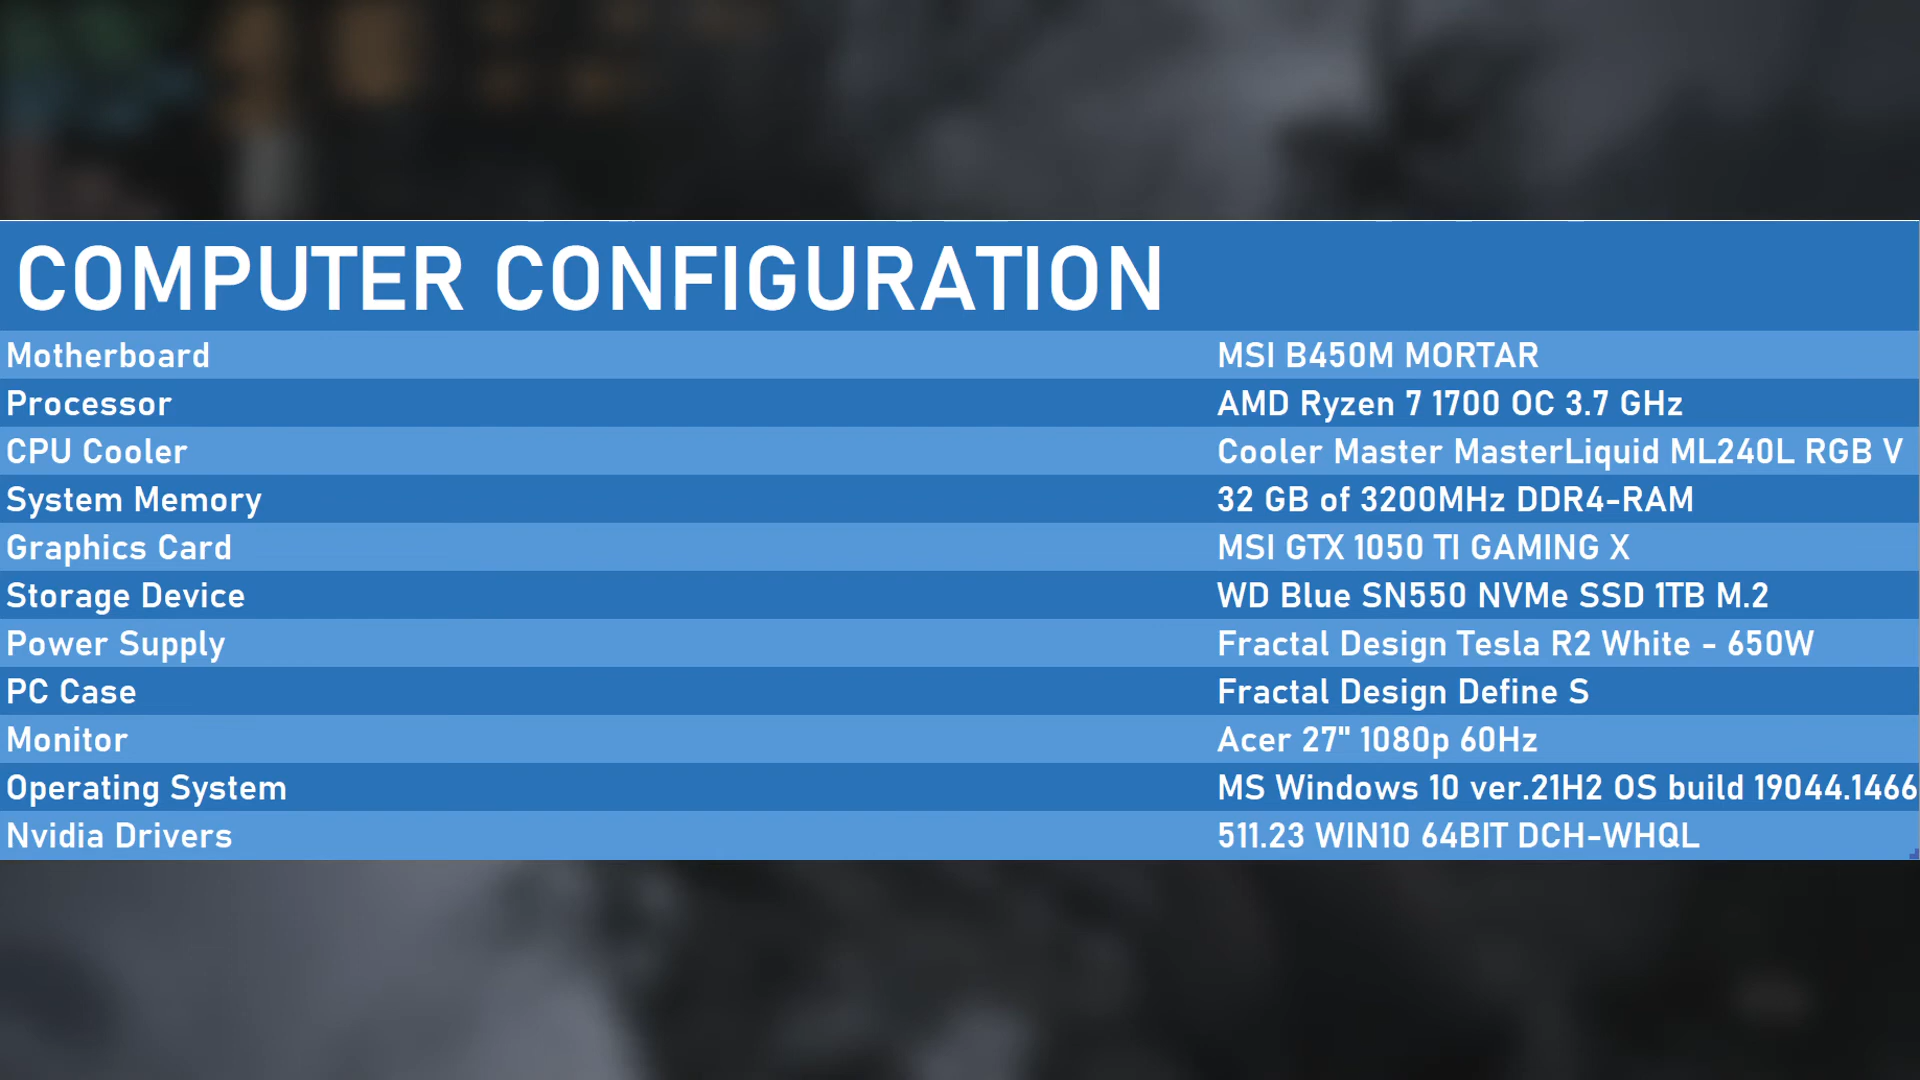 COMPUTER CONFIGURATION
Motherboard MSI B450M MORTAR
Processor AMD Ryzen 7 1700 OC 3.7 GHz
CPU Cooler Cooler Master MasterLiquid ML240L RGB V
System Memory 32 GB of 3200MHz DDR4-RAM
Graphics Card MSI GTX 1050 TI GAMING X
Storage Device WD Blue SN550 NVMe SSD 1TB M.2
Power Supply Fractal Design Tesla R2 White - 650W
PC Case Fractal Design Define S
Monitor Acer 27" 1080p 60Hz
Operating System MS Windows 10 ver.21H2 OS build 19044.1466
Nvidia Drivers 511.23 WIN10 64BIT DCH-WHQL